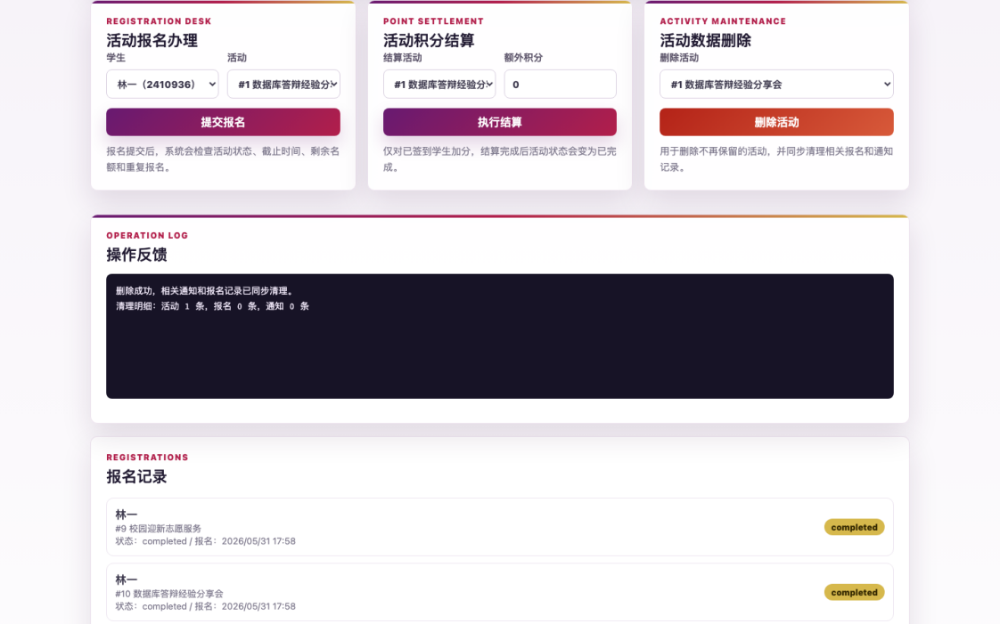 REGISTRATION DESK
活动报名办理
学生
活动
林一（2410936）
#1 数据库答辩经验分
提交报名
报名提交后，系统会检查活动状态、截止时间、剩余名
额和重复报名。
POINT SETTLEMENT
活动积分结算
结算活动
额外积分
#1 数据库答辩经验分
0
执行结算
仅对已签到学生加分，结算完成后活动状态会变为已完
成。
ACTIVITY MAINTENANCE
活动数据删除
删除活动
#1 数据库答辩经验分享会
删除活动
用于删除不再保留的活动，并同步清理相关报名和通知
记录。
OPERATION LOG
操作反馈
删除成功，相关通知和报名记录已同步清理。
清理明细：活动 1 条，报名 0 条，通知 0 条
REGISTRATIONS
报名记录
林一
#9 校园迎新志愿服务
状态：completed / 报名：2026/05/31 17:58
completed
林一
#10 数据库答辩经验分享会
状态：completed / 报名：2026/05/31 17:58
completed